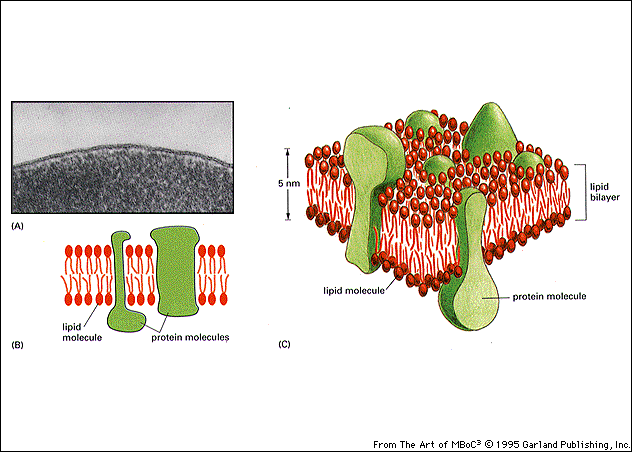 (A)
5 nm
lipid
bilayer
lipid molecule
protein molecule
lipid
molecule
protein molecules
(B)
(C)
From The Art of MBoC³ © 1995 Garland Publishing, Inc.